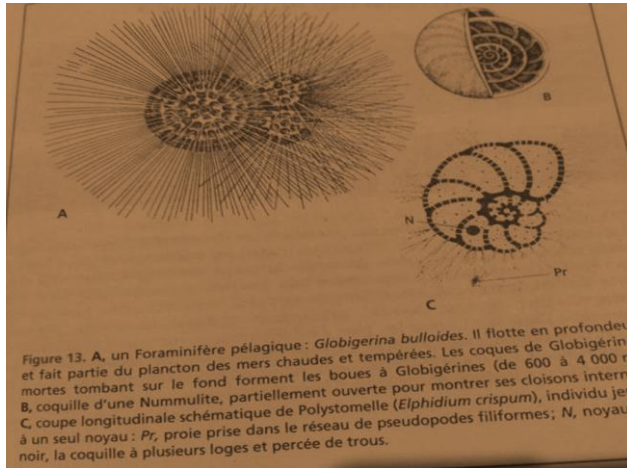 A
B
N
Pr
C
Figure 13. A, un Foraminifère pélagique : Globigerina bulloides. Il flotte en profondeu
et fait partie du plancton des mers chaudes et tempérées. Les coques de Globigérin
mortes tombant sur le fond forment les boues à Globigérines (de 600 à 4 000
B, coquille d'une Nummulite, partiellement ouverte pour montrer ses cloisons intern
C, coupe longitudinale schématique de Polystomelle (Elphidium crispum), individu je
à un seul noyau : Pr, proie prise dans le réseau de pseudopodes filiformes ; N, noyau
noir, la coquille à plusieurs loges et percée de trous.